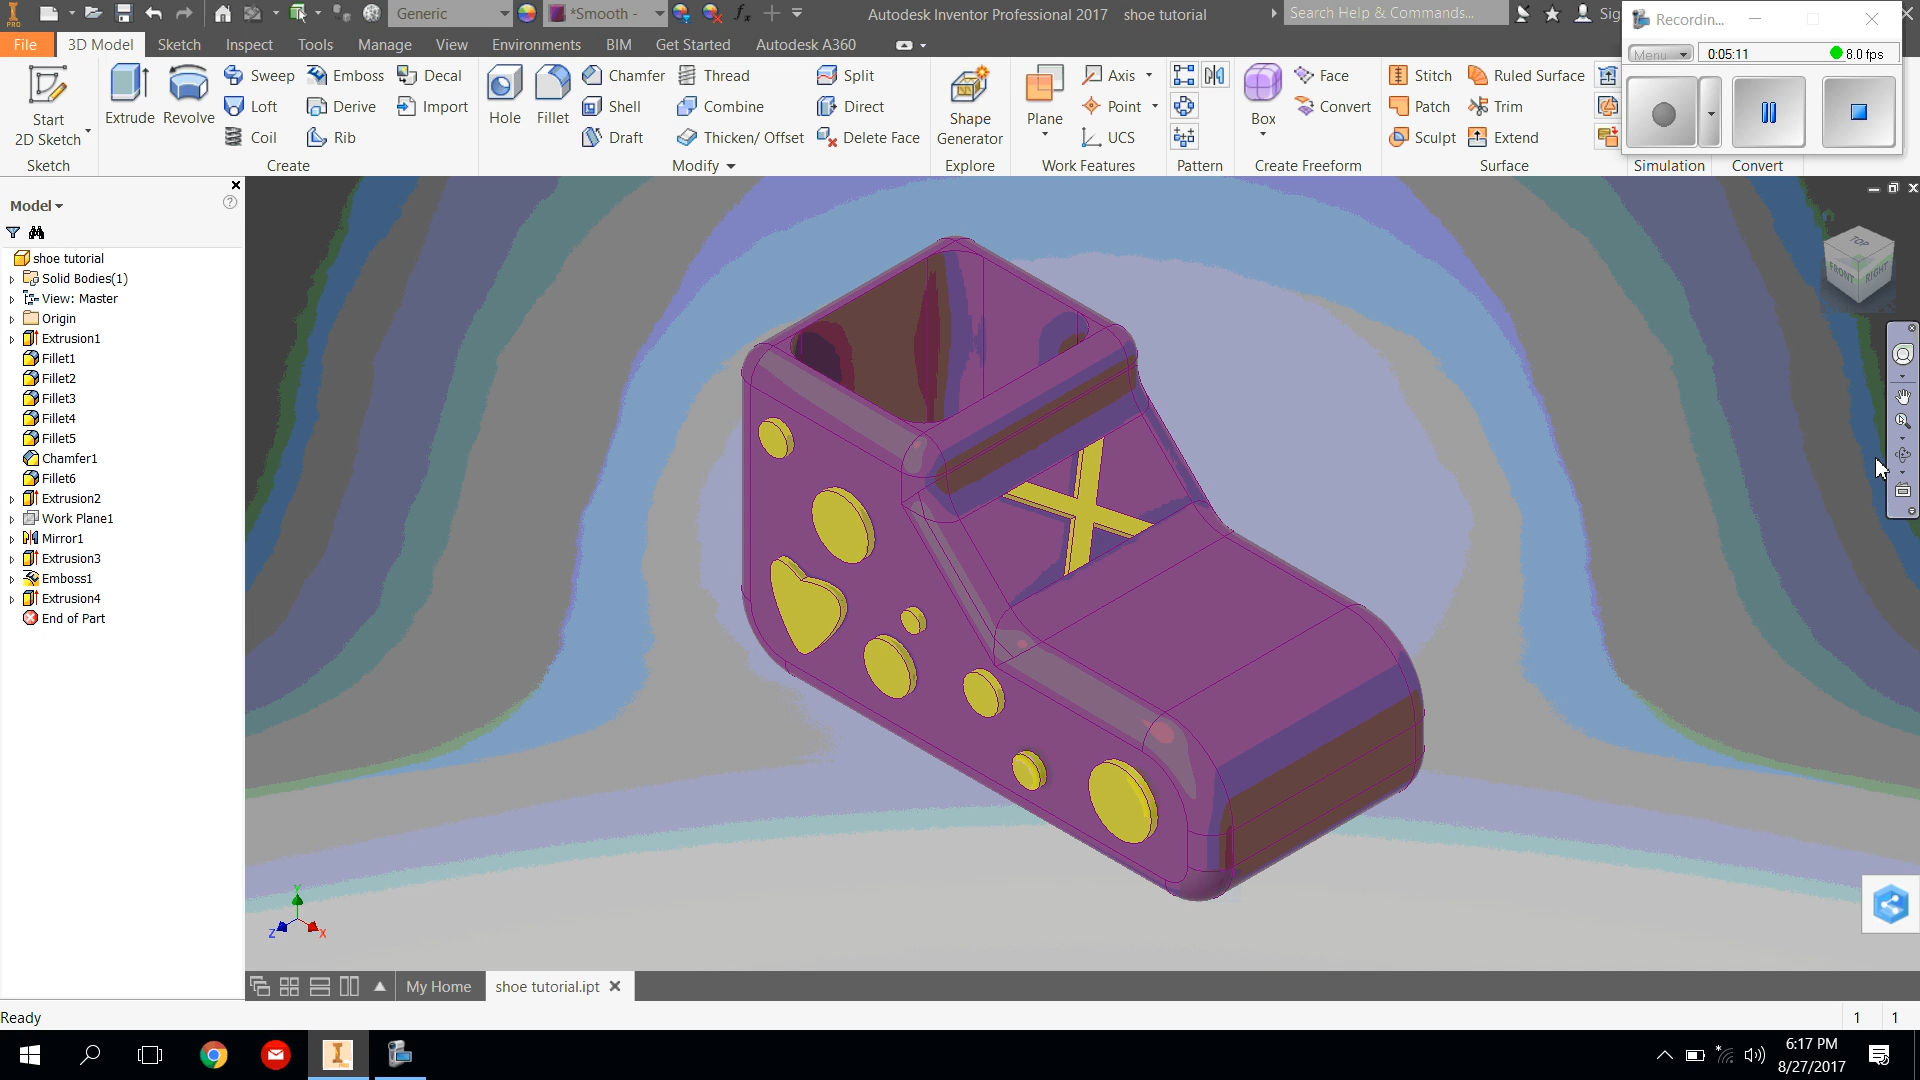 PRO
Generic
*Smooth -
Autodesk Inventor Professional 2017 shoe tutorial
Search Help & Commands...
Sig
File
3D Model
Sketch
Inspect
Tools
Manage
View
Environments
BIM
Get Started
Autodesk A360
Recordin...
Menu
0:05:11
8.0 fps
Start
2D Sketch
Sketch
Extrude
Revolve
Sweep
Loft
Coil
Emboss
Derive
Rib
Decal
Import
Create
Hole
Fillet
Chamfer
Shell
Draft
Thread
Combine
Thicken/ Offset
Split
Direct
Delete Face
Modify
Shape
Generator
Explore
Plane
Axis
Point
UCS
Work Features
Pattern
Box
Face
Convert
Create Freeform
Stitch
Patch
Sculpt
Ruled Surface
Trim
Extend
Surface
Simulation
Convert
Model
shoe tutorial
Solid Bodies(1)
View: Master
Origin
Extrusion1
Fillet1
Fillet2
Fillet3
Fillet4
Fillet5
Chamfer1
Fillet6
Extrusion2
Work Plane1
Mirror1
Extrusion3
Emboss1
Extrusion4
End of Part
TOP
FRONT
RIGHT
Y
Z
X
My Home
shoe tutorial.ipt
Ready
1
1
6:17 PM
8/27/2017